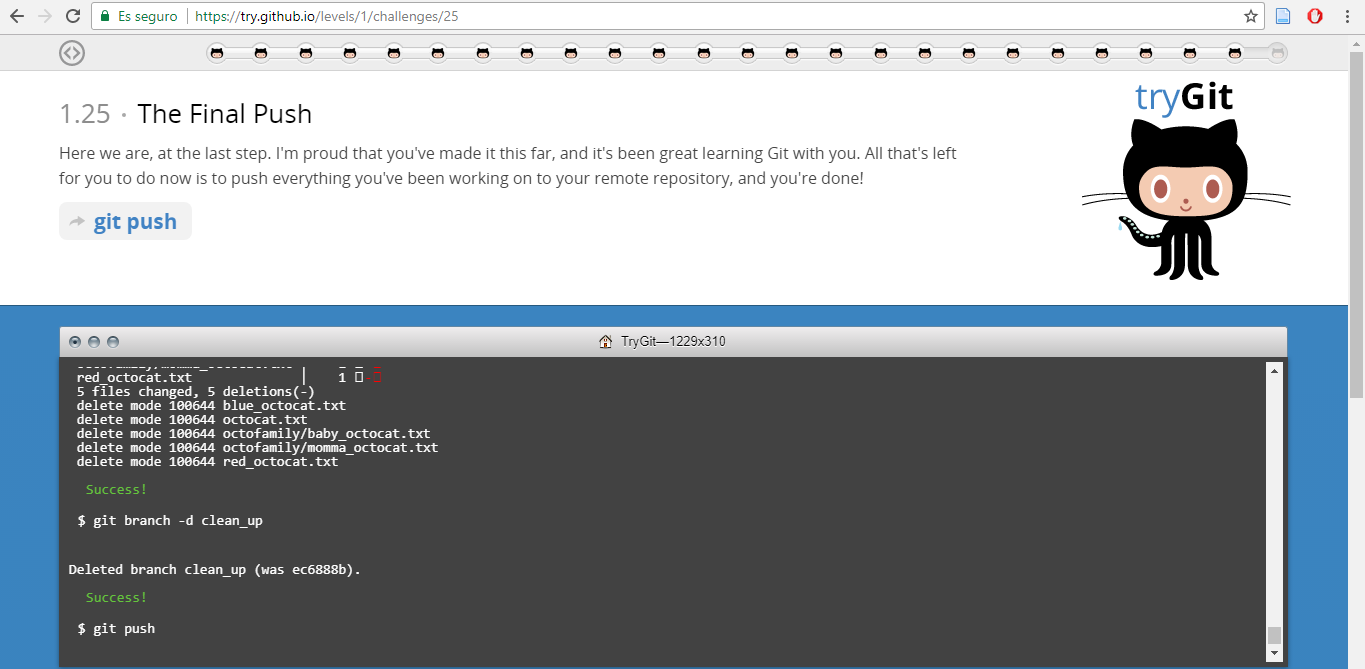 Es seguro | https://try.github.io/levels/1/challenges/25
tryGit
1.25 · The Final Push
Here we are, at the last step. I'm proud that you've made it this far, and it's been great learning Git with you. All that's left
for you to do now is to push everything you've been working on to your remote repository, and you're done!
git push
TryGit—1229x310
red_octocat.txt | 1 -
5 files changed, 5 deletions(-)
delete mode 100644 blue_octocat.txt
delete mode 100644 octocat.txt
delete mode 100644 octofamily/baby_octocat.txt
delete mode 100644 octofamily/momma_octocat.txt
delete mode 100644 red_octocat.txt
Success!
$ git branch -d clean_up
Deleted branch clean_up (was ec6888b).
Success!
$ git push